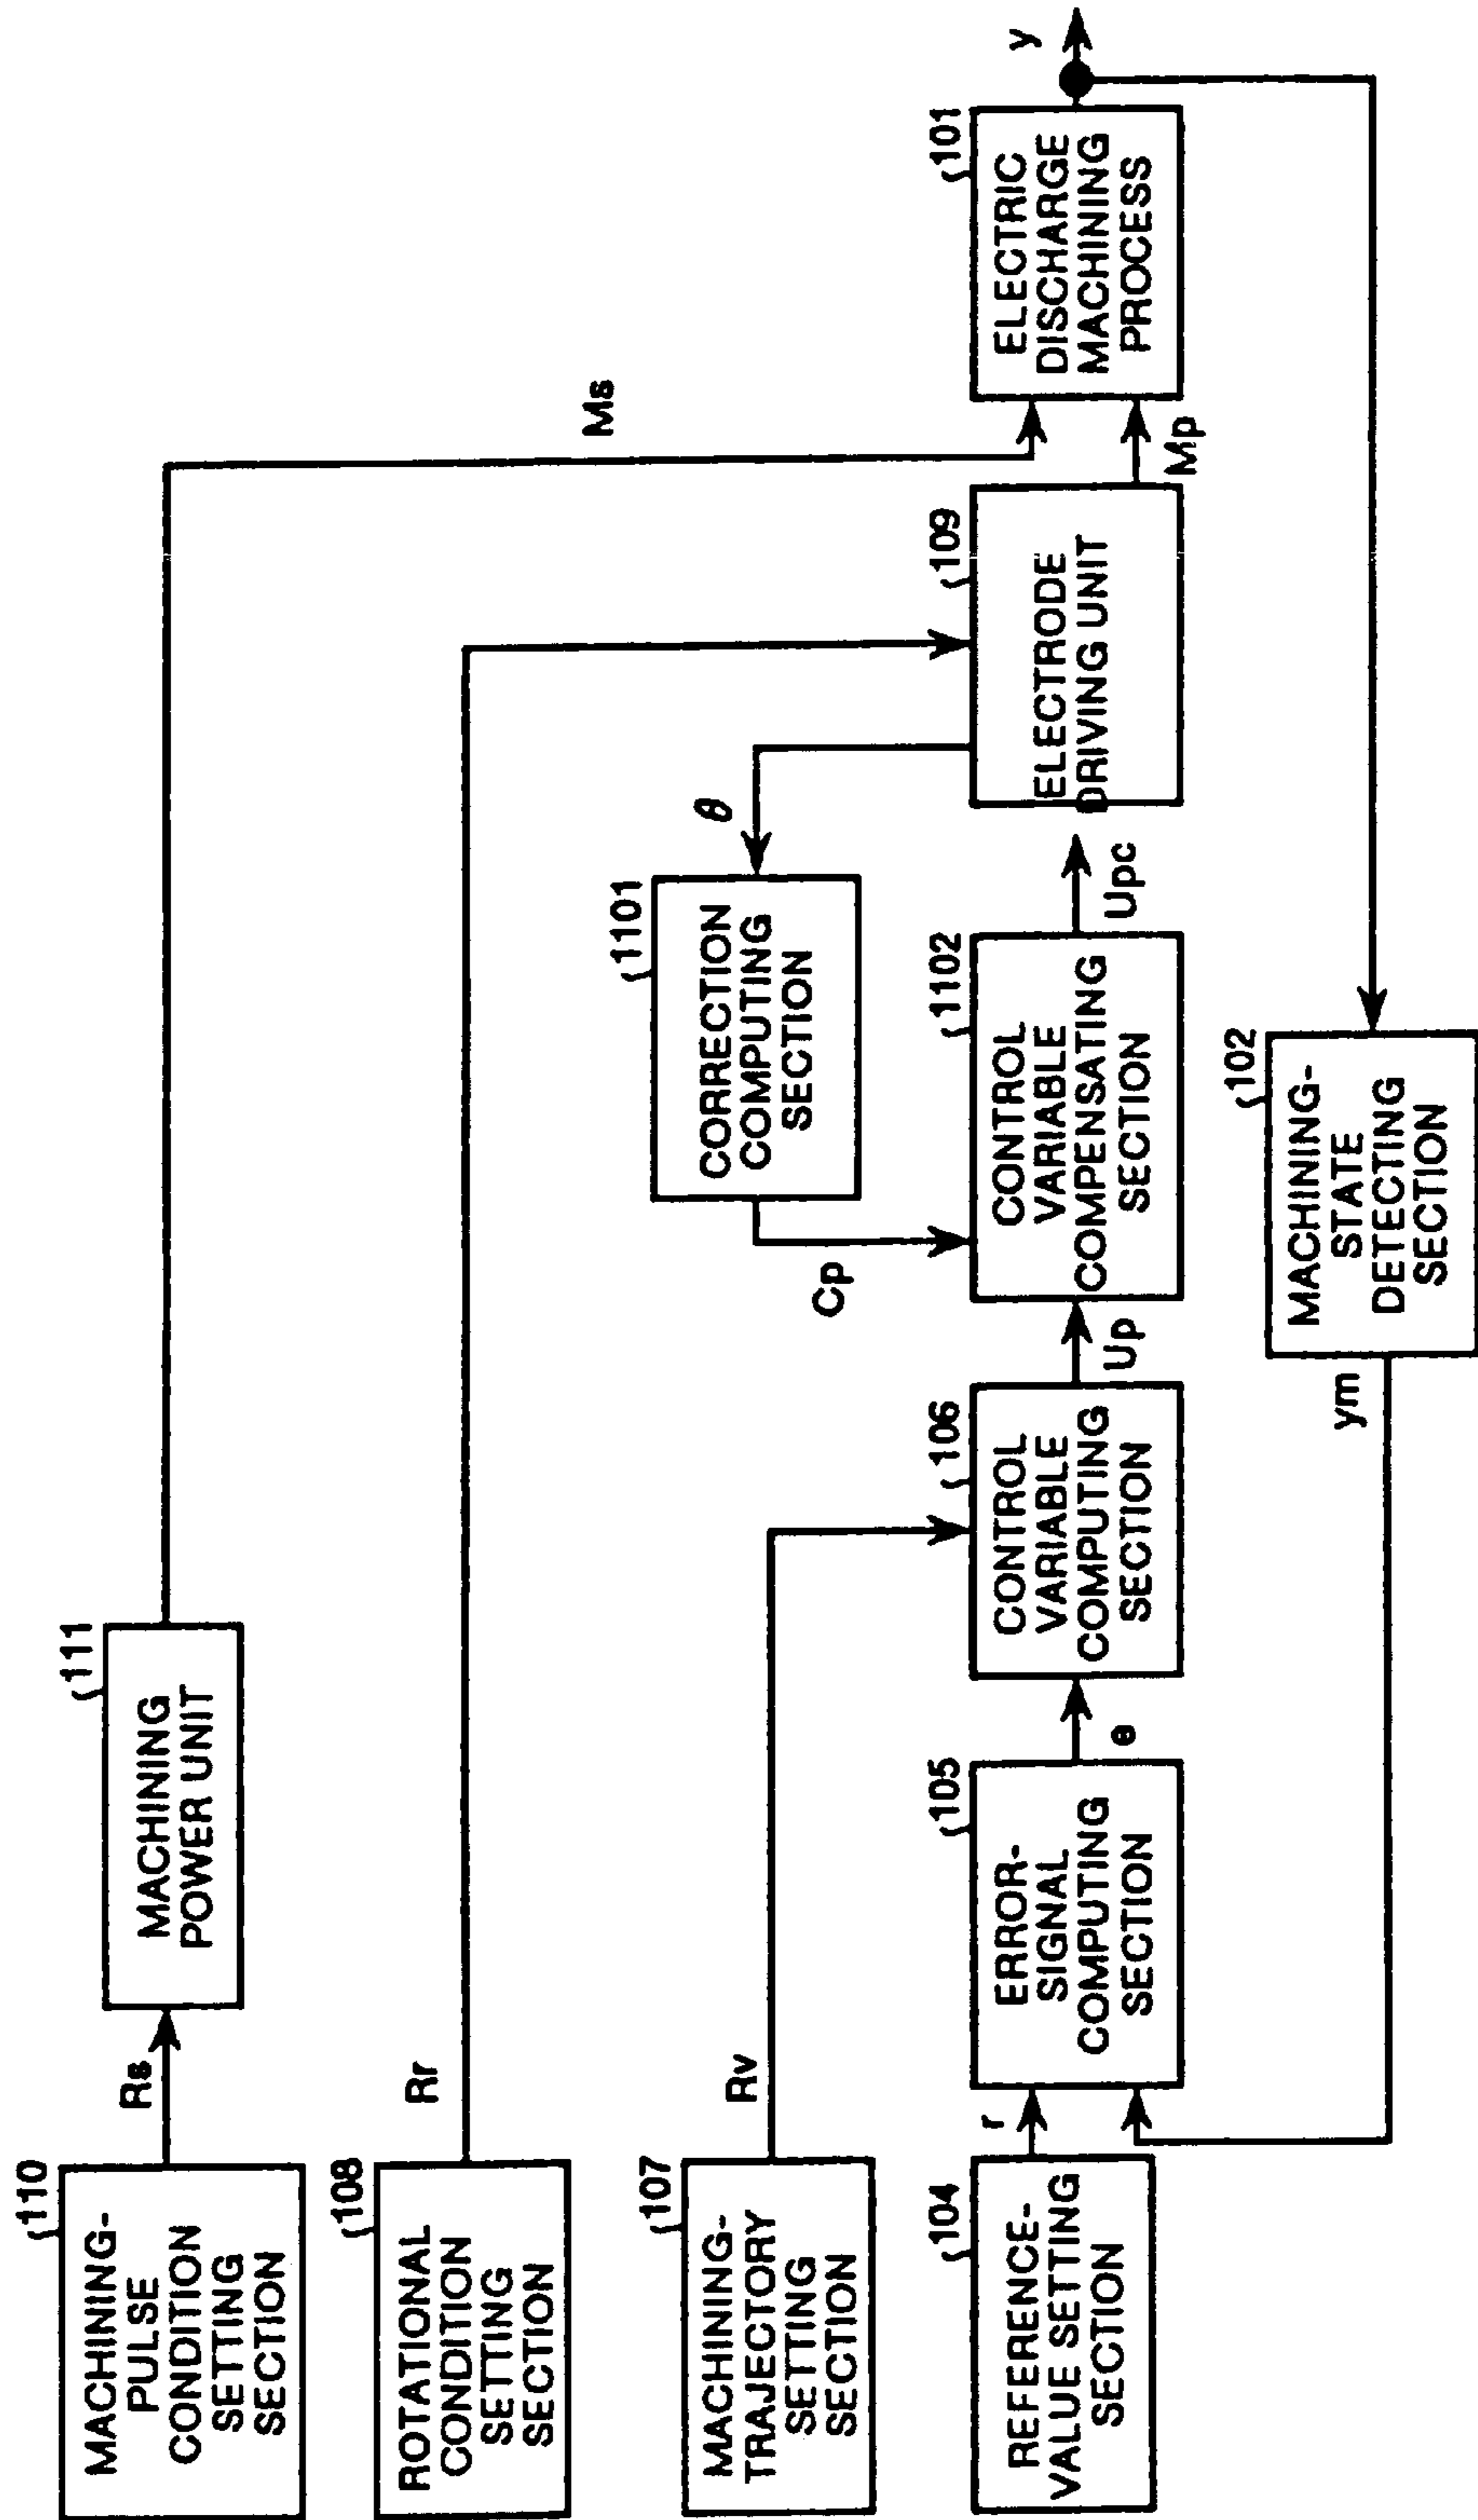 110
MACHINING-
PULSE
CONDITION
SETTING
SECTION
Rs
111
MACHINING
POWER UNIT
Ms
108
ROTATIONAL
CONDITION
SETTING
SECTION
Rr
107
MACHINING-
TRAJECTORY
SETTING
SECTION
Rv
1101
CORRECTION
COMPUTING
SECTION
θ
Cp
104
REFERENCE-
VALUE SETTING
SECTION
r
105
ERROR-
SIGNAL
COMPUTING
SECTION
e
106
CONTROL
VARIABLE
COMPUTING
SECTION
Up
1102
CONTROL
VARIABLE
COMPENSATING
SECTION
Upc
109
ELECTRODE
DRIVING UNIT
Mp
101
ELECTRIC
DISCHARGE
MACHINING
PROCESS
y
102
MACHINING-
STATE
DETECTING
SECTION
ym